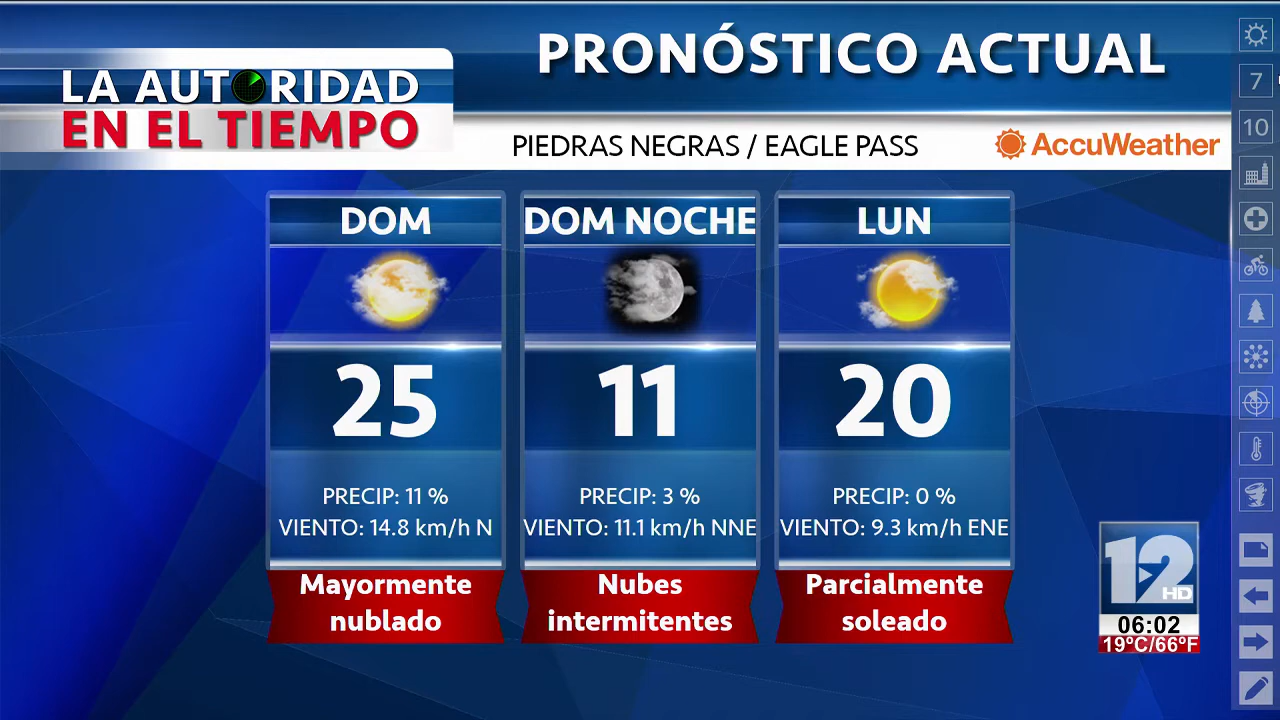 PRONÓSTICO ACTUAL
LA AUTORIDAD
EN EL TIEMPO
PIEDRAS NEGRAS / EAGLE PASS
AccuWeather
7
10
DOM
25
PRECIP: 11 %
VIENTO: 14.8 km/h N
Mayormente
nublado
DOM NOCHE
11
PRECIP: 3 %
VIENTO: 11.1 km/h NNE
Nubes
intermitentes
LUN
20
PRECIP: 0 %
VIENTO: 9.3 km/h ENE
Parcialmente
soleado
12
HD
06:02
19ºC/66ºF